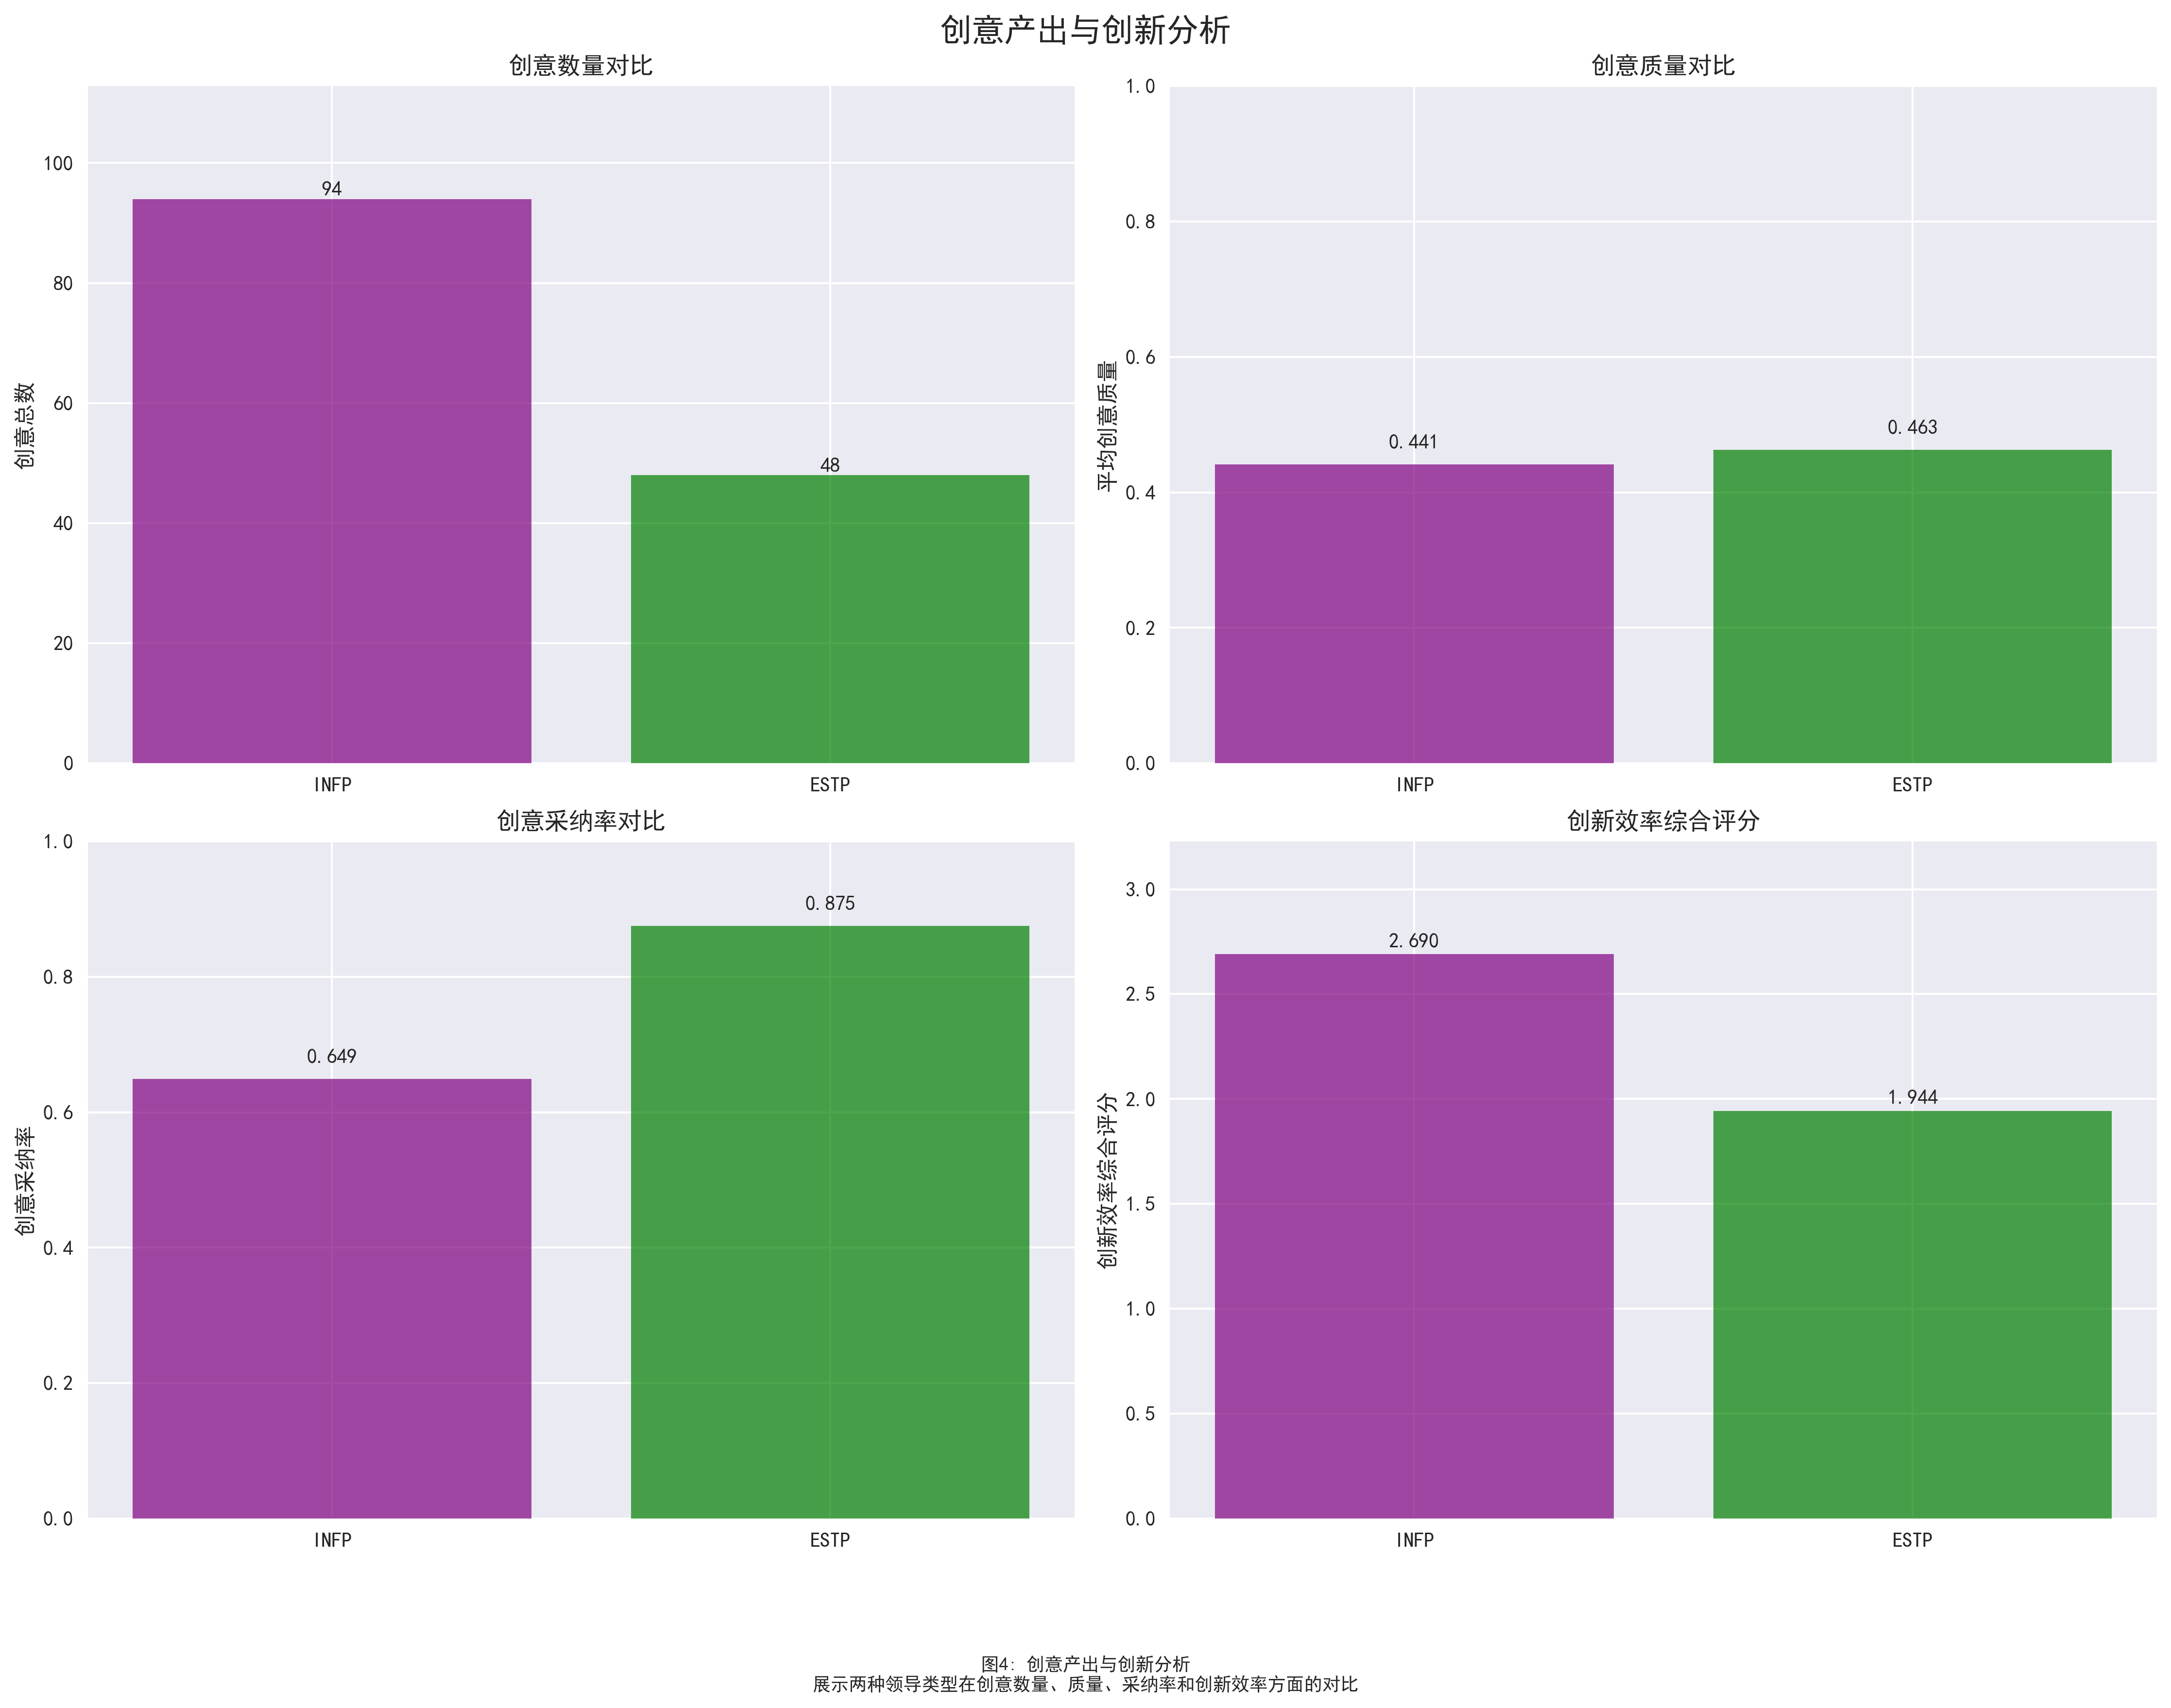 创意产出与创新分析
创意数量对比
创意总数
100
80
60
40
20
0
94
48
INFP
ESTP
创意质量对比
平均创意质量
1.0
0.8
0.6
0.4
0.2
0.0
0.441
0.463
INFP
ESTP
创意采纳率对比
创意采纳率
1.0
0.8
0.6
0.4
0.2
0.0
0.649
0.875
INFP
ESTP
创新效率综合评分
创新效率综合评分
3.0
2.5
2.0
1.5
1.0
0.5
0.0
2.690
1.944
INFP
ESTP
图4: 创意产出与创新分析
展示两种领导类型在创意数量、质量、采纳率和创新效率方面的对比